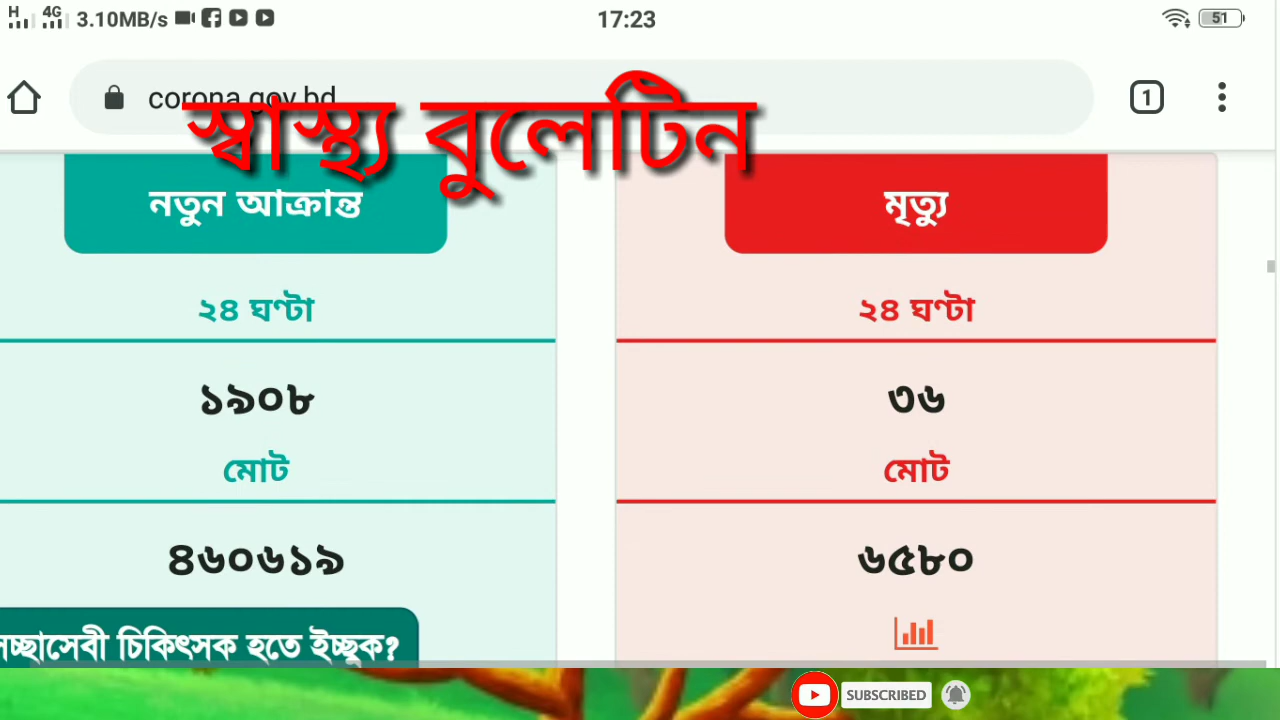 H 4G 3.10MB/s 17:23 51
corona.gov.bd 1
স্বাস্থ্য বুলেটিন
নতুন আক্রান্ত
২৪ ঘণ্টা
১৯০৮
মোট
৪৬০৬১৯
মৃত্যু
২৪ ঘণ্টা
৩৬
মোট
৬৫৮০
চিকিৎসক হতে ইচ্ছুক?
SUBSCRIBED